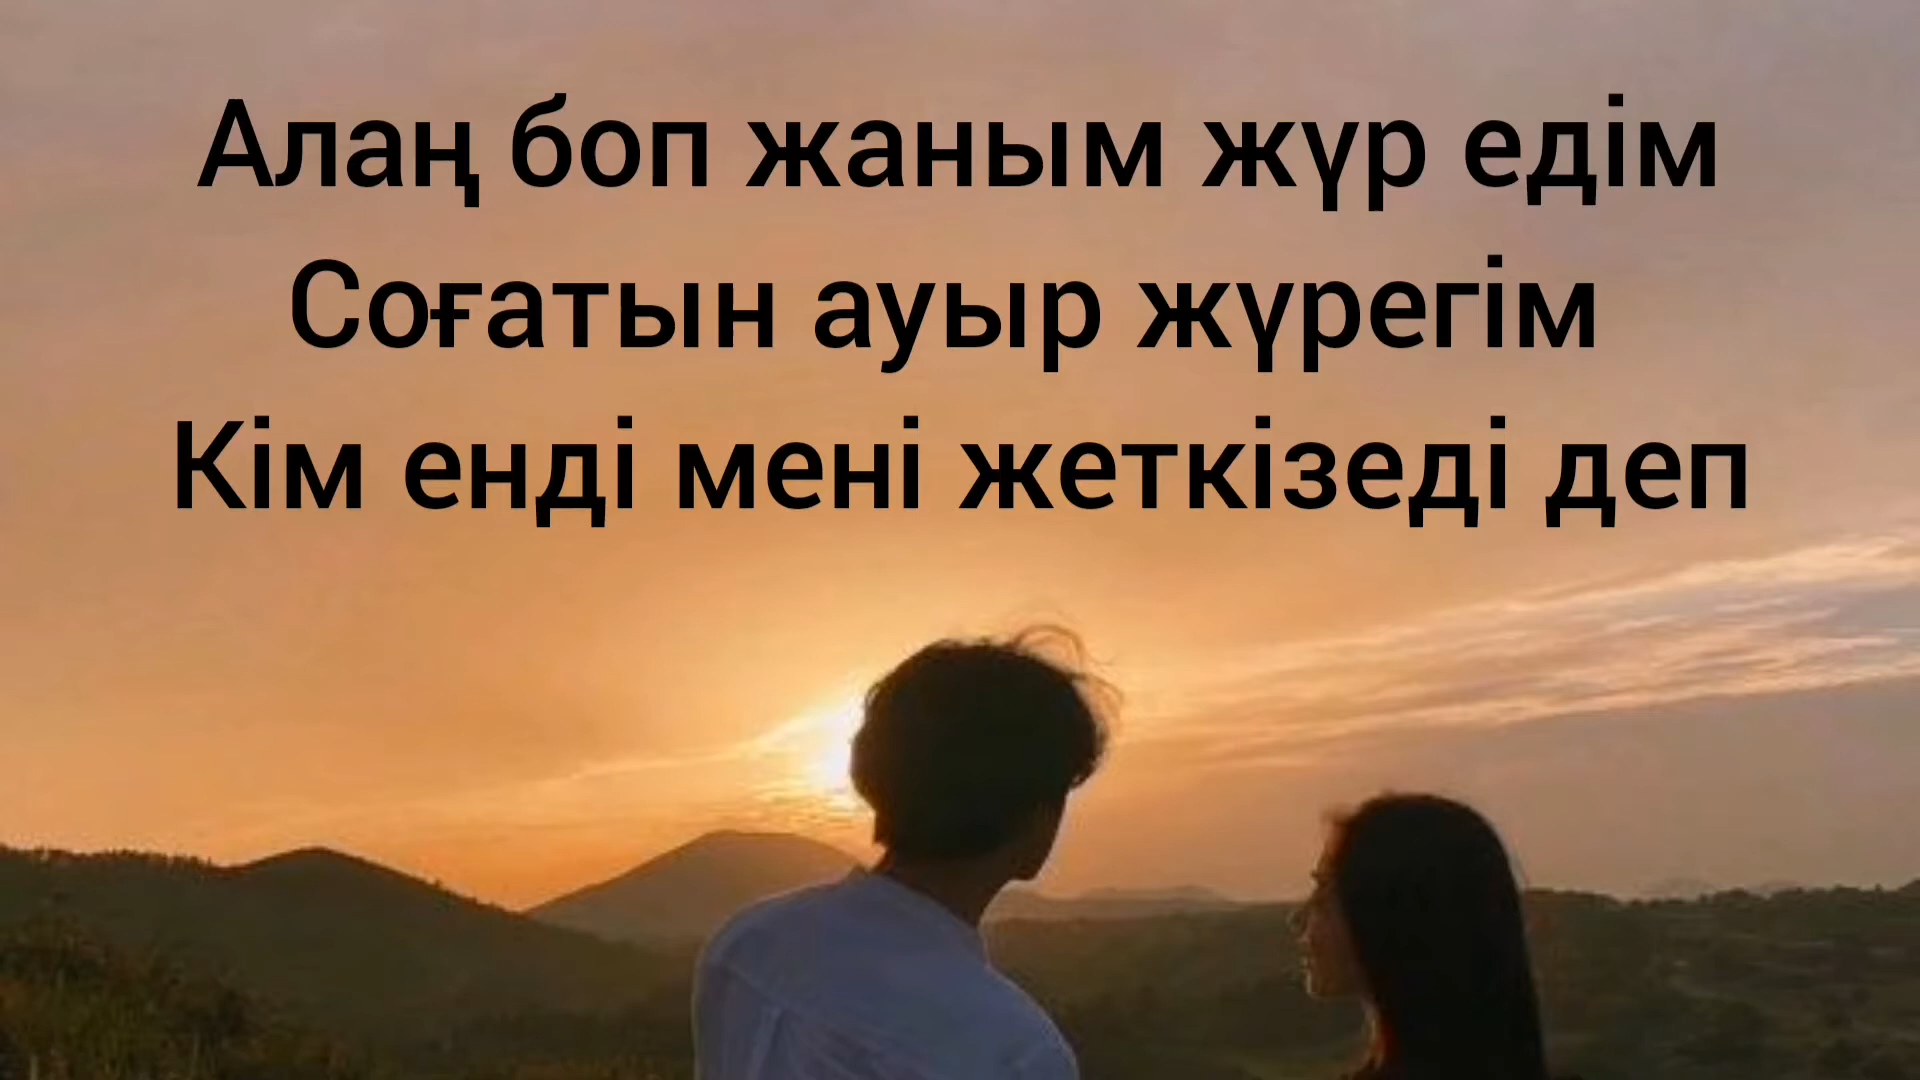 Алаң боп жаным жүр едім
Соғатын ауыр жүрегім
Кім енді мені жеткізеді деп